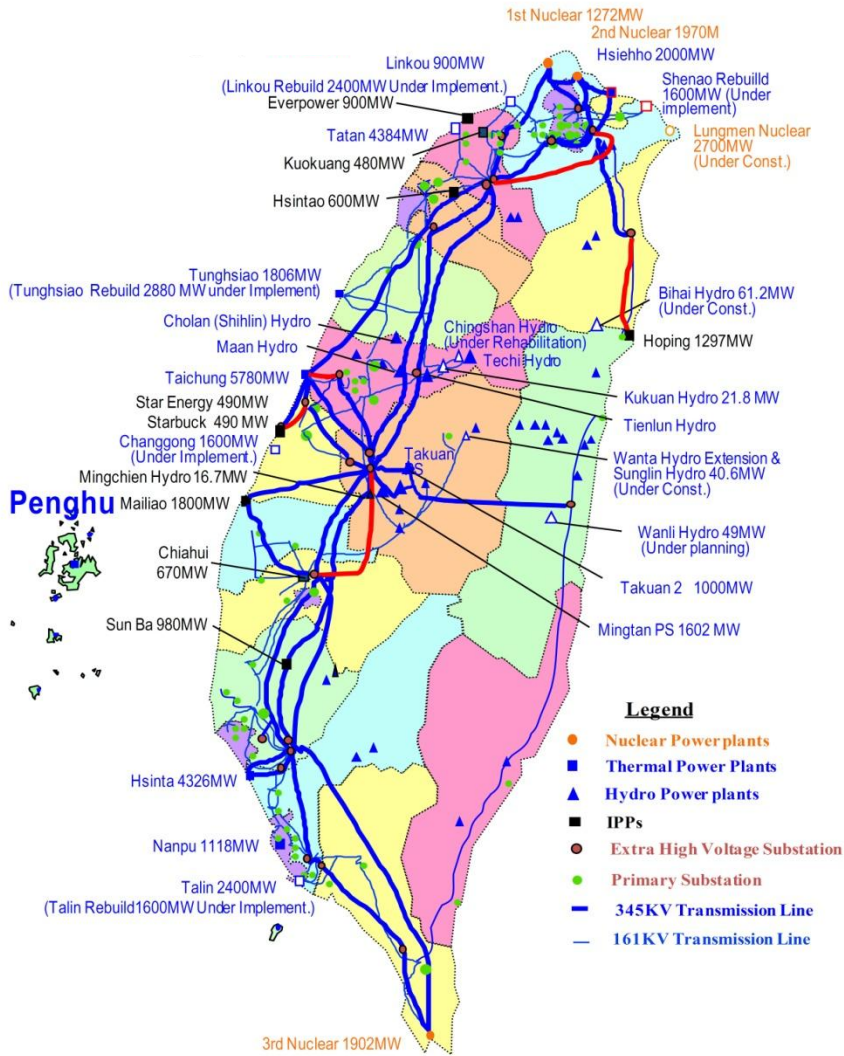 1st Nuclear 1272MW
2nd Nuclear 1970M
Hsiehho 2000MW
Linkou 900MW
(Linkou Rebuild 2400MW Under Implement.)
Shenao Rebuilld
1600MW (Under
implement)
Everpower 900MW
Tatan 4384MW
Kuokuang 480MW
Lungmen Nuclear
2700MW
(Under Const.)
Hsintao 600MW
Tunghsiao 1806MW
(Tunghsiao Rebuild 2880 MW under Implement)
Bihai Hydro 61.2MW
(Under Const.)
Cholan (Shihlin) Hydro
Chingshan Hydro
(Under Rehabilitation)
Techi Hydro
Hoping 1297MW
Maan Hydro
Taichung 5780MW
Kukuan Hydro 21.8 MW
Star Energy 490MW
Starbuck 490 MW
Tienlun Hydro
Changgong 1600MW
(Under Implement.)
Takuan
PS
Wanta Hydro Extension &
Sunglin Hydro 40.6MW
(Under Const.)
Mingchien Hydro 16.7MW
Penghu
Mailiao 1800MW
Wanli Hydro 49MW
(Under planning)
Chiahui
670MW
Takuan 2 1000MW
Sun Ba 980MW
Mingtan PS 1602 MW
Legend
Nuclear Powerplants
Thermal Power Plants
Hydro Power plants
IPPs
Extra High Voltage Substation
Primary Substation
345KV Transmission Line
161KV Transmission Line
Hsinta 4326MW
Nanpu 1118MW
Talin 2400MW
(Talin Rebuild1600MW Under Implement.)
3rd Nuclear 1902MW